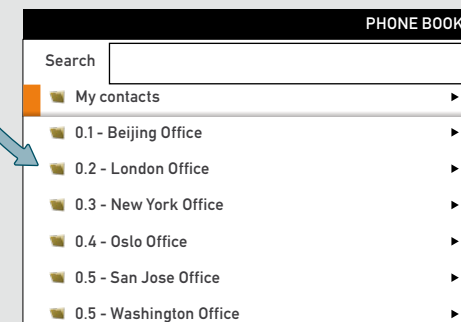 PHONE BOOK
Search
My contacts
0.1 - Beijing Office
0.2 - London Office
0.3 - New York Office
0.4 - Oslo Office
0.5 - San Jose Office
0.5 - Washington Office